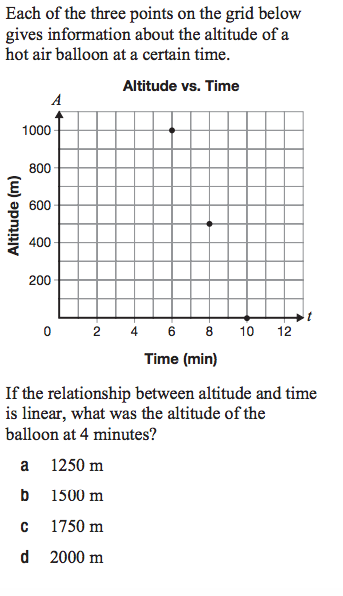 Each of the three points on the grid below
gives information about the altitude of a
hot air balloon at a certain time.
Altitude vs. Time
A
1000
800
600
400
200
Altitude (m)
0 2 4 6 8 10 12 t
Time (min)
If the relationship between altitude and time
is linear, what was the altitude of the
balloon at 4 minutes?
a 1250 m
b 1500 m
c 1750 m
d 2000 m